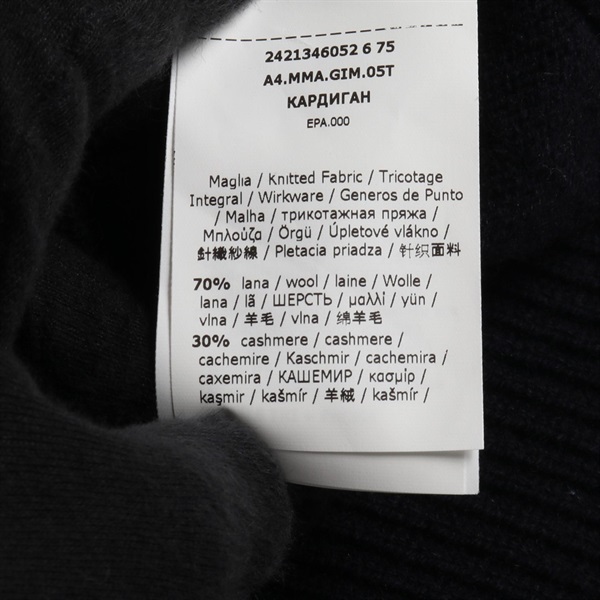 2421346052 6 75
A4.MMA.GIM.05T
КАРДИГАН
EPA.000
Maglia / Knitted Fabric / Tricotage
Integral / Wirkware / Generos de Punto
/ Malha / трикотажная пряжа /
Μπλούζα / Örgü / Úpletové vlákno /
針織紗線 / Pletacia priadza / 针织面料
70% lana / wool / laine / Wolle /
lana / lã / ШЕРСТЬ / μαλλί / yün /
vlna / 羊毛 / vlna / 绵羊毛
30% cashmere / cashmere /
cachemire / Kaschmir / cachemira /
caxemira / КАШЕМИР / κασμίρ /
kaşmir / kašmír / 羊絨 / kašmír /